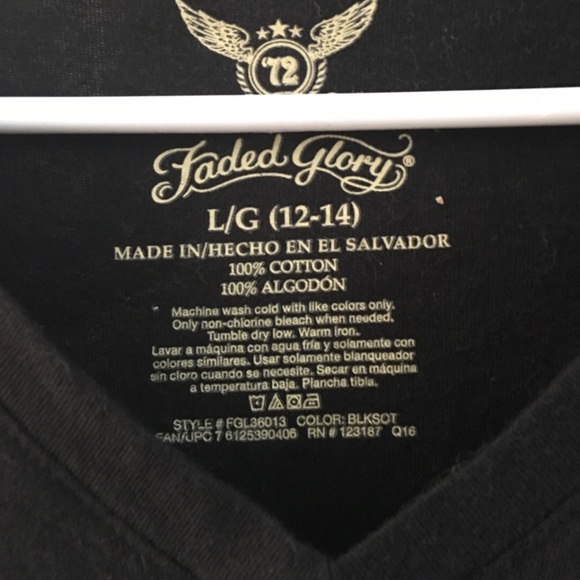 '72
Faded Glory®
L/G (12-14)
MADE IN/HECHO EN EL SALVADOR
100% COTTON
100% ALGODÓN
Machine wash cold with like colors only.
Only non-chlorine bleach when needed.
Tumble dry low. Warm iron.
Lavar a máquina con agua fría y solamente con
colores similares. Usar solamente blanqueador
sin cloro cuando se necesite. Secar en máquina
a temperatura baja. Plancha tibia.
STYLE # FGL36013 COLOR: BLKSOT
EAN/UPC 7 6125390406 RN # 123187 Q16